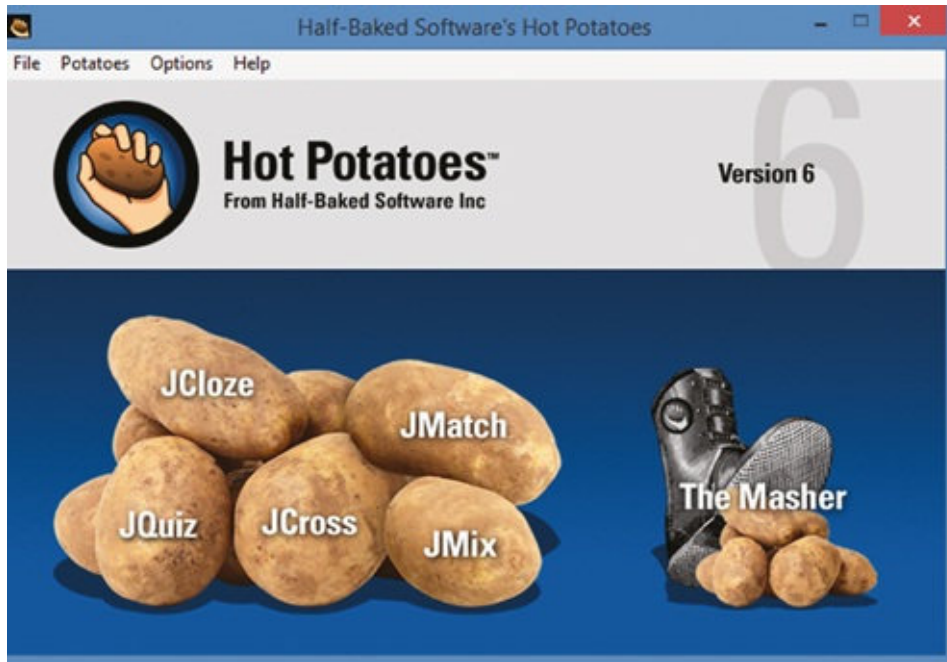 Half-Baked Software's Hot Potatoes
File Potatoes Options Help
6
Hot Potatoes™
From Half-Baked Software Inc
Version 6
JCloze
JMatch
JQuiz
JCross
JMix
The Masher